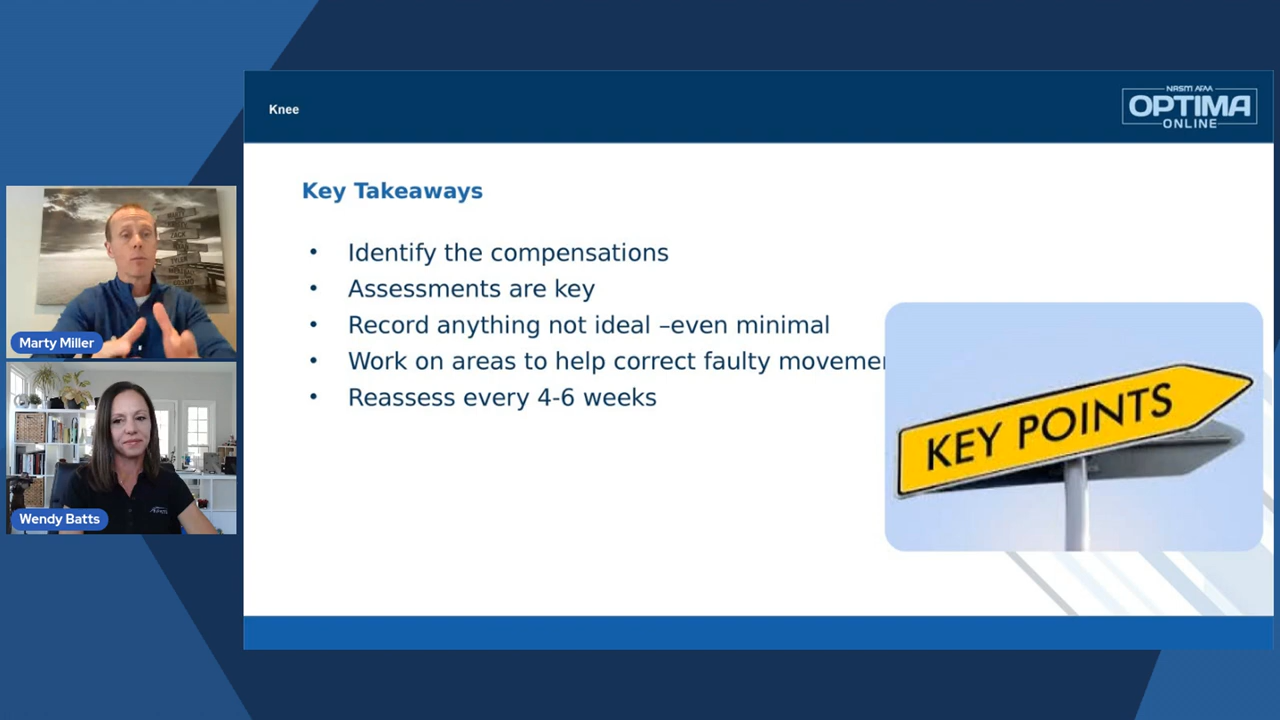 Knee
NASM AFAA
OPTIMA
ONLINE
Key Takeaways
• Identify the compensations
• Assessments are key
• Record anything not ideal –even minimal
• Work on areas to help correct faulty movemen
• Reassess every 4-6 weeks
KEY POINTS
Marty Miller
Wendy Batts